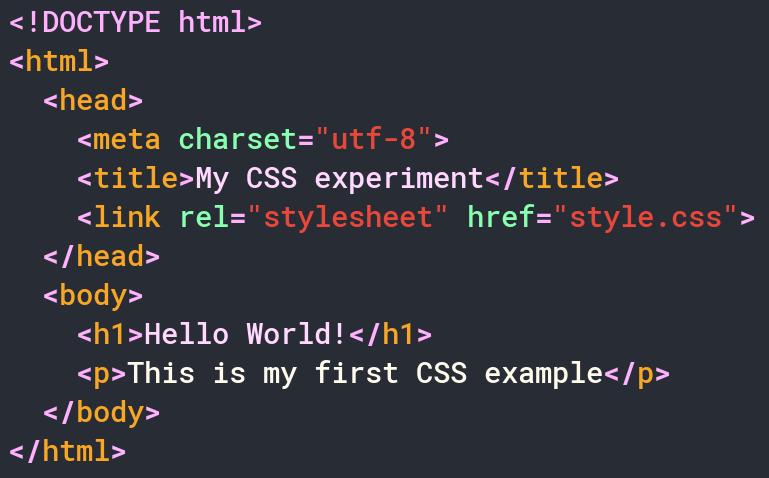 <!DOCTYPE html>
<html>
  <head>
    <meta charset="utf-8">
    <title>My CSS experiment</title>
    <link rel="stylesheet" href="style.css">
  </head>
  <body>
    <h1>Hello World!</h1>
    <p>This is my first CSS example</p>
  </body>
</html>